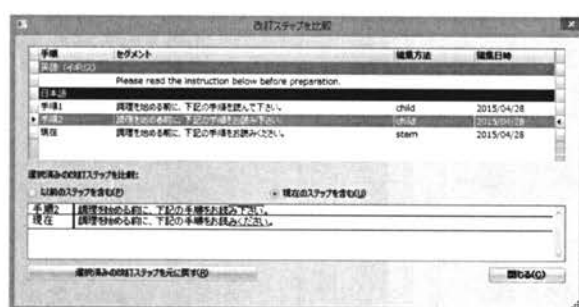 改訂ステップを比較
手順 セグメント 編集方法 編集日時
Please read the instruction below before preparation.
日本語
手順1 調理を始める前に、下記の手順を読んで下さい。 child 2015/04/28
手順2 調理を始める前に、下記の手順をお読み下さい。 child 2015/04/28
現在 調理を始める前に、下記の手順をお読みください。 stem 2015/04/28
選択済みの改訂ステップを比較:
以前のステップを含む(P) 現在のステップを含む(U)
手順2 調理を始める前に、下記の手順をお読み下さい。
現在 調理を始める前に、下記の手順をお読みください。
選択済みの改訂ステップを元に戻す(R) 閉じる(C)